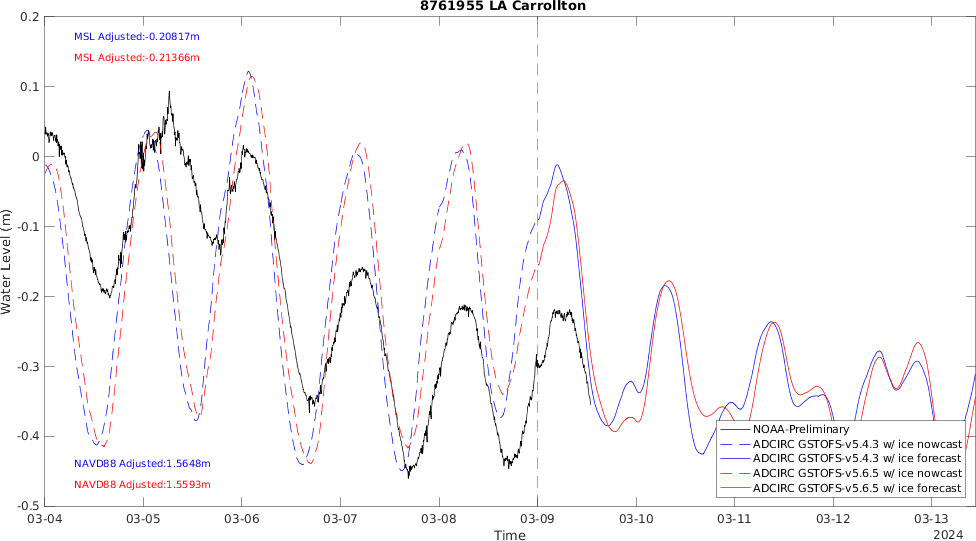 8761955 LA Carrollton
MSL Adjusted:-0.20817m
MSL Adjusted:-0.21366m
NAVD88 Adjusted:1.5648m
NAVD88 Adjusted:1.5593m
Water Level (m)
0.2
0.1
0
-0.1
-0.2
-0.3
-0.4
-0.5
NOAA-Preliminary
ADCIRC GSTOFS-v5.4.3 w/ ice nowcast
ADCIRC GSTOFS-v5.4.3 w/ ice forecast
ADCIRC GSTOFS-v5.6.5 w/ ice nowcast
ADCIRC GSTOFS-v5.6.5 w/ ice forecast
03-04 03-05 03-06 03-07 03-08 03-09 03-10 03-11 03-12 03-13
Time
2024